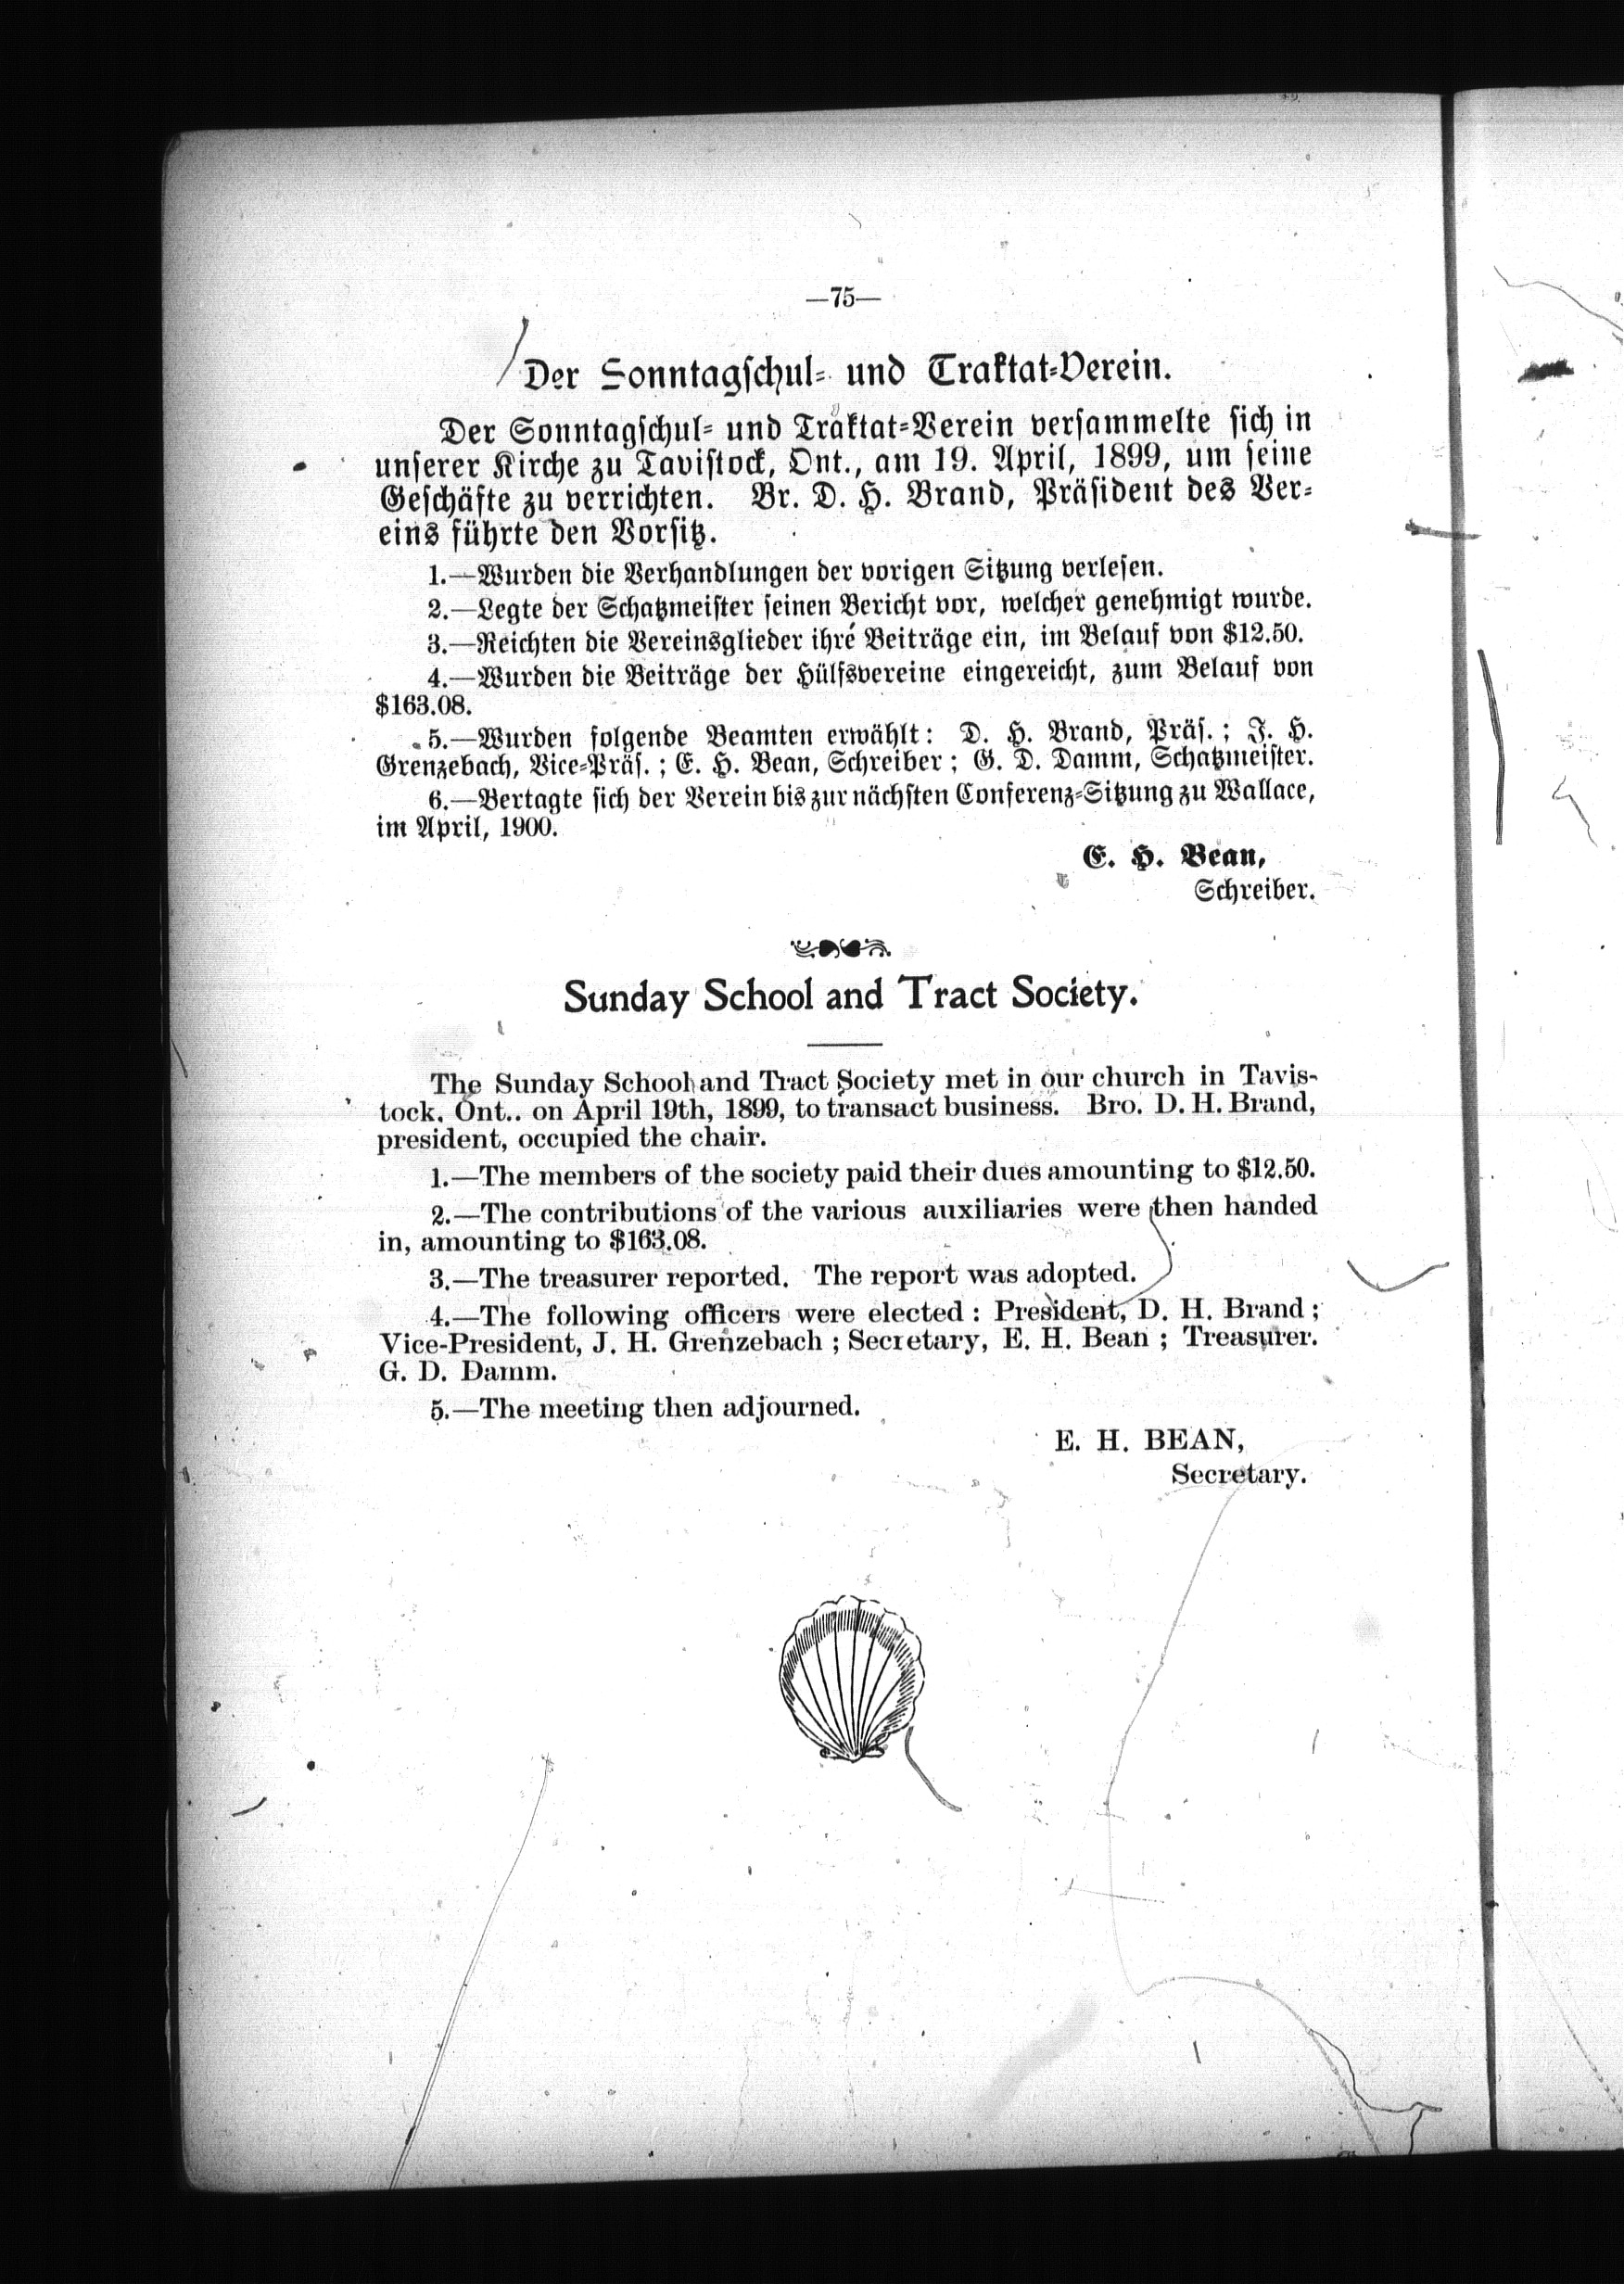 —75—
Der Sonntagschul- und Traktat-Verein.
Der Sonntagschul- und Traktat-Verein versammelte sich in
unserer Kirche zu Tavistock, Ont., am 19. April, 1899, um seine
Geschäfte zu verrichten. Br. D. H. Brand, Präsident des Ver-
eins führte den Vorsitz.
1.—Wurden die Verhandlungen der vorigen Sitzung verlesen.
2.—Legte der Schatzmeister seinen Bericht vor, welcher genehmigt wurde.
3.—Reichten die Vereinsglieder ihre Beiträge ein, im Belauf von $12.50.
4.—Wurden die Beiträge der Hülfsvereine eingereicht, zum Belauf von
$163.08.
5.—Wurden folgende Beamten erwählt: D. H. Brand, Präs.; J. H.
Grenzebach, Vice-Präs.; E. H. Bean, Schreiber; G. D. Damm, Schatzmeister.
6.—Vertagte sich der Verein bis zur nächsten Conferenz-Sitzung zu Wallace,
im April, 1900.
E. H. Bean,
Schreiber.
Sunday School and Tract Society.
The Sunday School and Tract Society met in our church in Tavis-
tock, Ont.. on April 19th, 1899, to transact business. Bro. D. H. Brand,
president, occupied the chair.
1.—The members of the society paid their dues amounting to $12.50.
2.—The contributions of the various auxiliaries were then handed
in, amounting to $163.08.
3.—The treasurer reported. The report was adopted.
4.—The following officers were elected : President, D. H. Brand ;
Vice-President, J. H. Grenzebach ; Secretary, E. H. Bean ; Treasurer.
G. D. Damm.
5.—The meeting then adjourned.
E. H. BEAN,
Secretary.